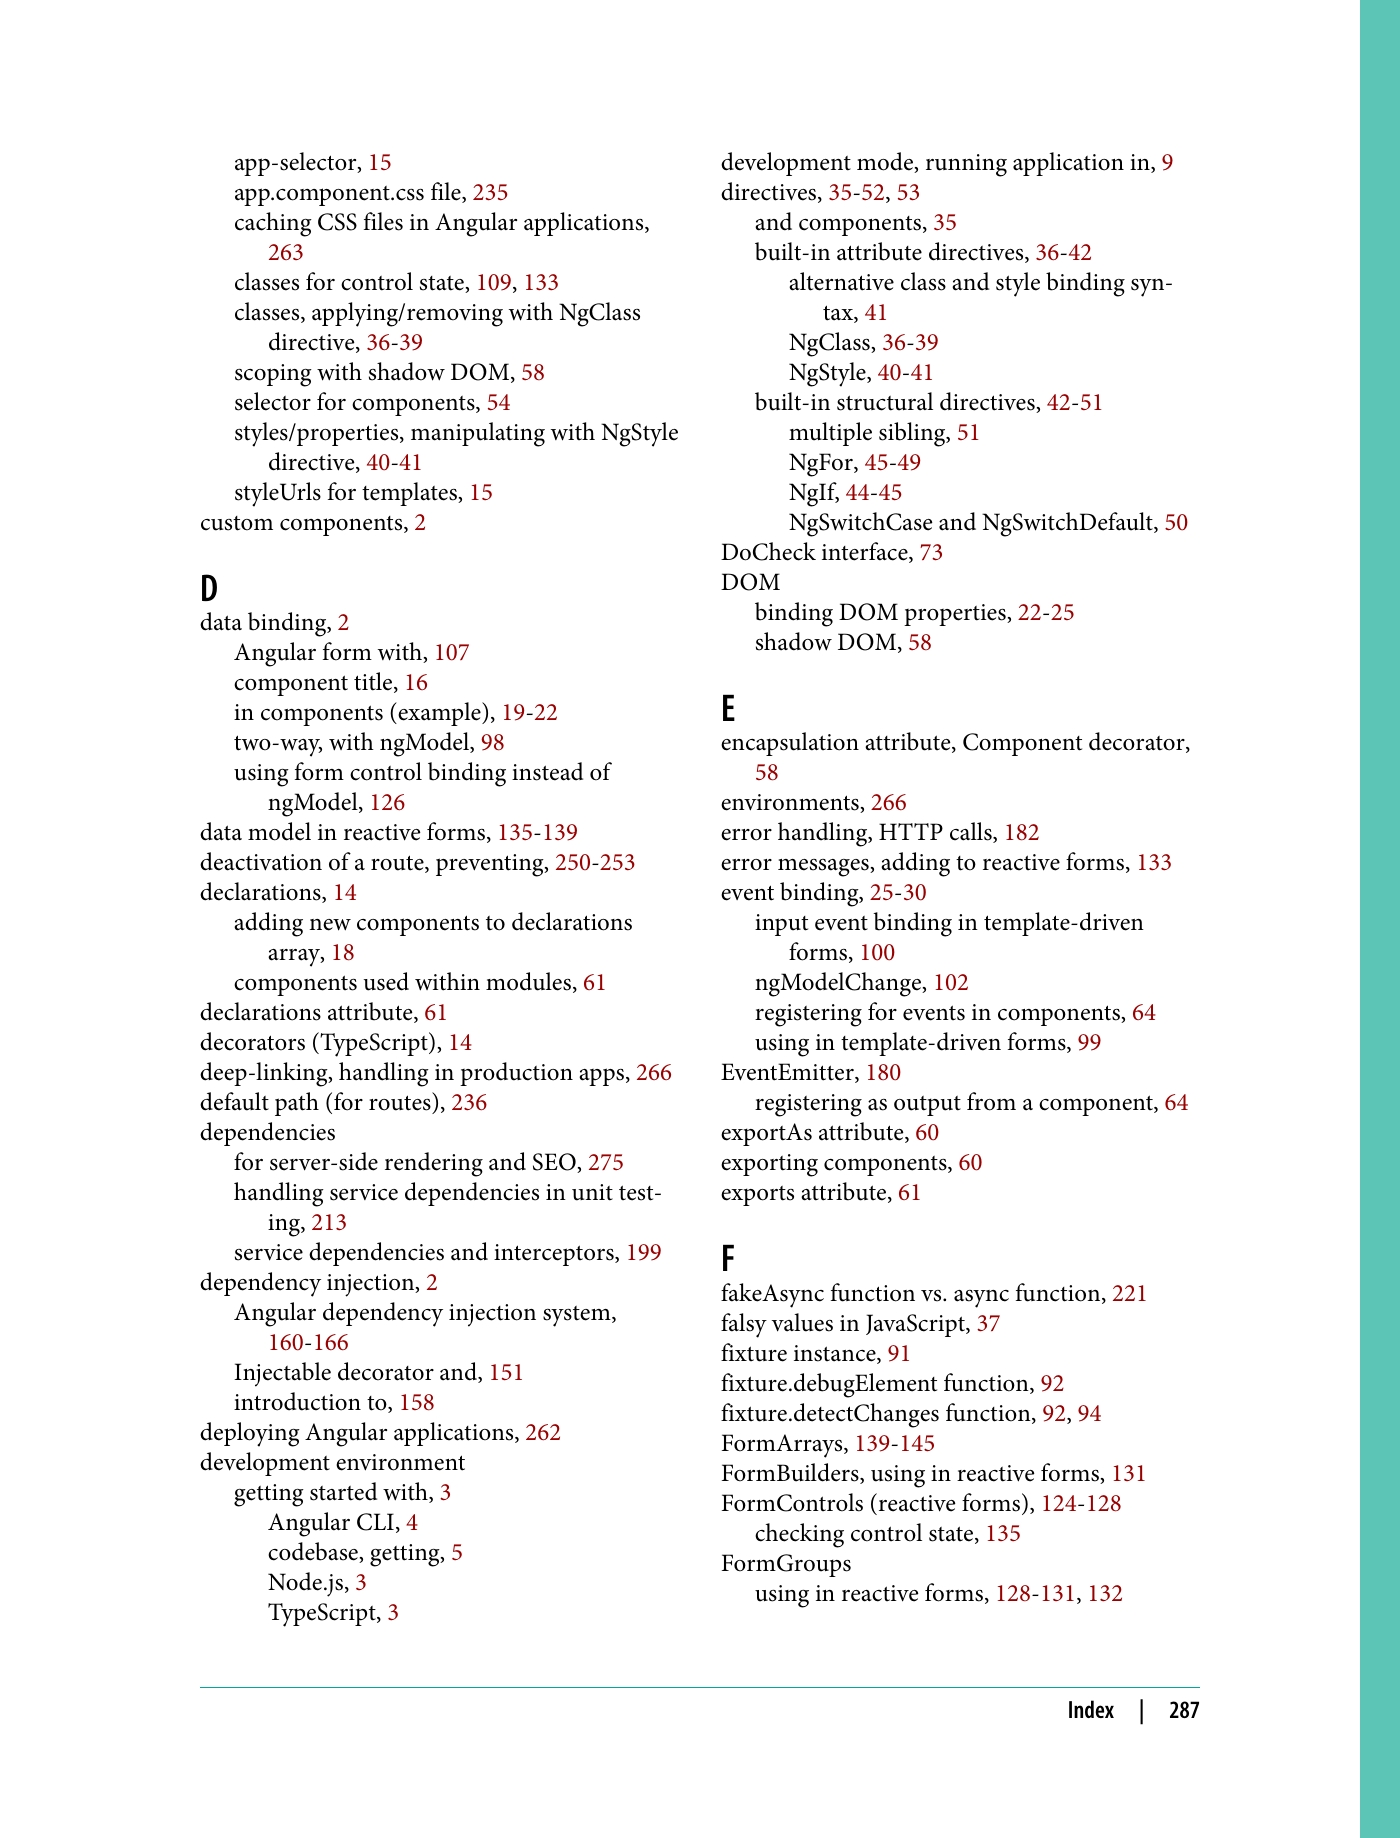 app-selector, 15
app.component.css file, 235
caching CSS files in Angular applications,
263
classes for control state, 109, 133
classes, applying/removing with NgClass
directive, 36-39
scoping with shadow DOM, 58
selector for components, 54
styles/properties, manipulating with NgStyle
directive, 40-41
styleUrls for templates, 15
custom components, 2
D
data binding, 2
Angular form with, 107
component title, 16
in components (example), 19-22
two-way, with ngModel, 98
using form control binding instead of
ngModel, 126
data model in reactive forms, 135-139
deactivation of a route, preventing, 250-253
declarations, 14
adding new components to declarations
array, 18
components used within modules, 61
declarations attribute, 61
decorators (TypeScript), 14
deep-linking, handling in production apps, 266
default path (for routes), 236
dependencies
for server-side rendering and SEO, 275
handling service dependencies in unit test-
ing, 213
service dependencies and interceptors, 199
dependency injection, 2
Angular dependency injection system,
160-166
Injectable decorator and, 151
introduction to, 158
deploying Angular applications, 262
development environment
getting started with, 3
Angular CLI, 4
codebase, getting, 5
Node.js, 3
TypeScript, 3
development mode, running application in, 9
directives, 35-52, 53
and components, 35
built-in attribute directives, 36-42
alternative class and style binding syn-
tax, 41
NgClass, 36-39
NgStyle, 40-41
built-in structural directives, 42-51
multiple sibling, 51
NgFor, 45-49
NgIf, 44-45
NgSwitchCase and NgSwitchDefault, 50
DoCheck interface, 73
DOM
binding DOM properties, 22-25
shadow DOM, 58
E
encapsulation attribute, Component decorator,
58
environments, 266
error handling, HTTP calls, 182
error messages, adding to reactive forms, 133
event binding, 25-30
input event binding in template-driven
forms, 100
ngModelChange, 102
registering for events in components, 64
using in template-driven forms, 99
EventEmitter, 180
registering as output from a component, 64
exportAs attribute, 60
exporting components, 60
exports attribute, 61
F
fakeAsync function vs. async function, 221
falsy values in JavaScript, 37
fixture instance, 91
fixture.debugElement function, 92
fixture.detectChanges function, 92, 94
FormArrays, 139-145
FormBuilders, using in reactive forms, 131
FormControls (reactive forms), 124-128
checking control state, 135
FormGroups
using in reactive forms, 128-131, 132
Index | 287